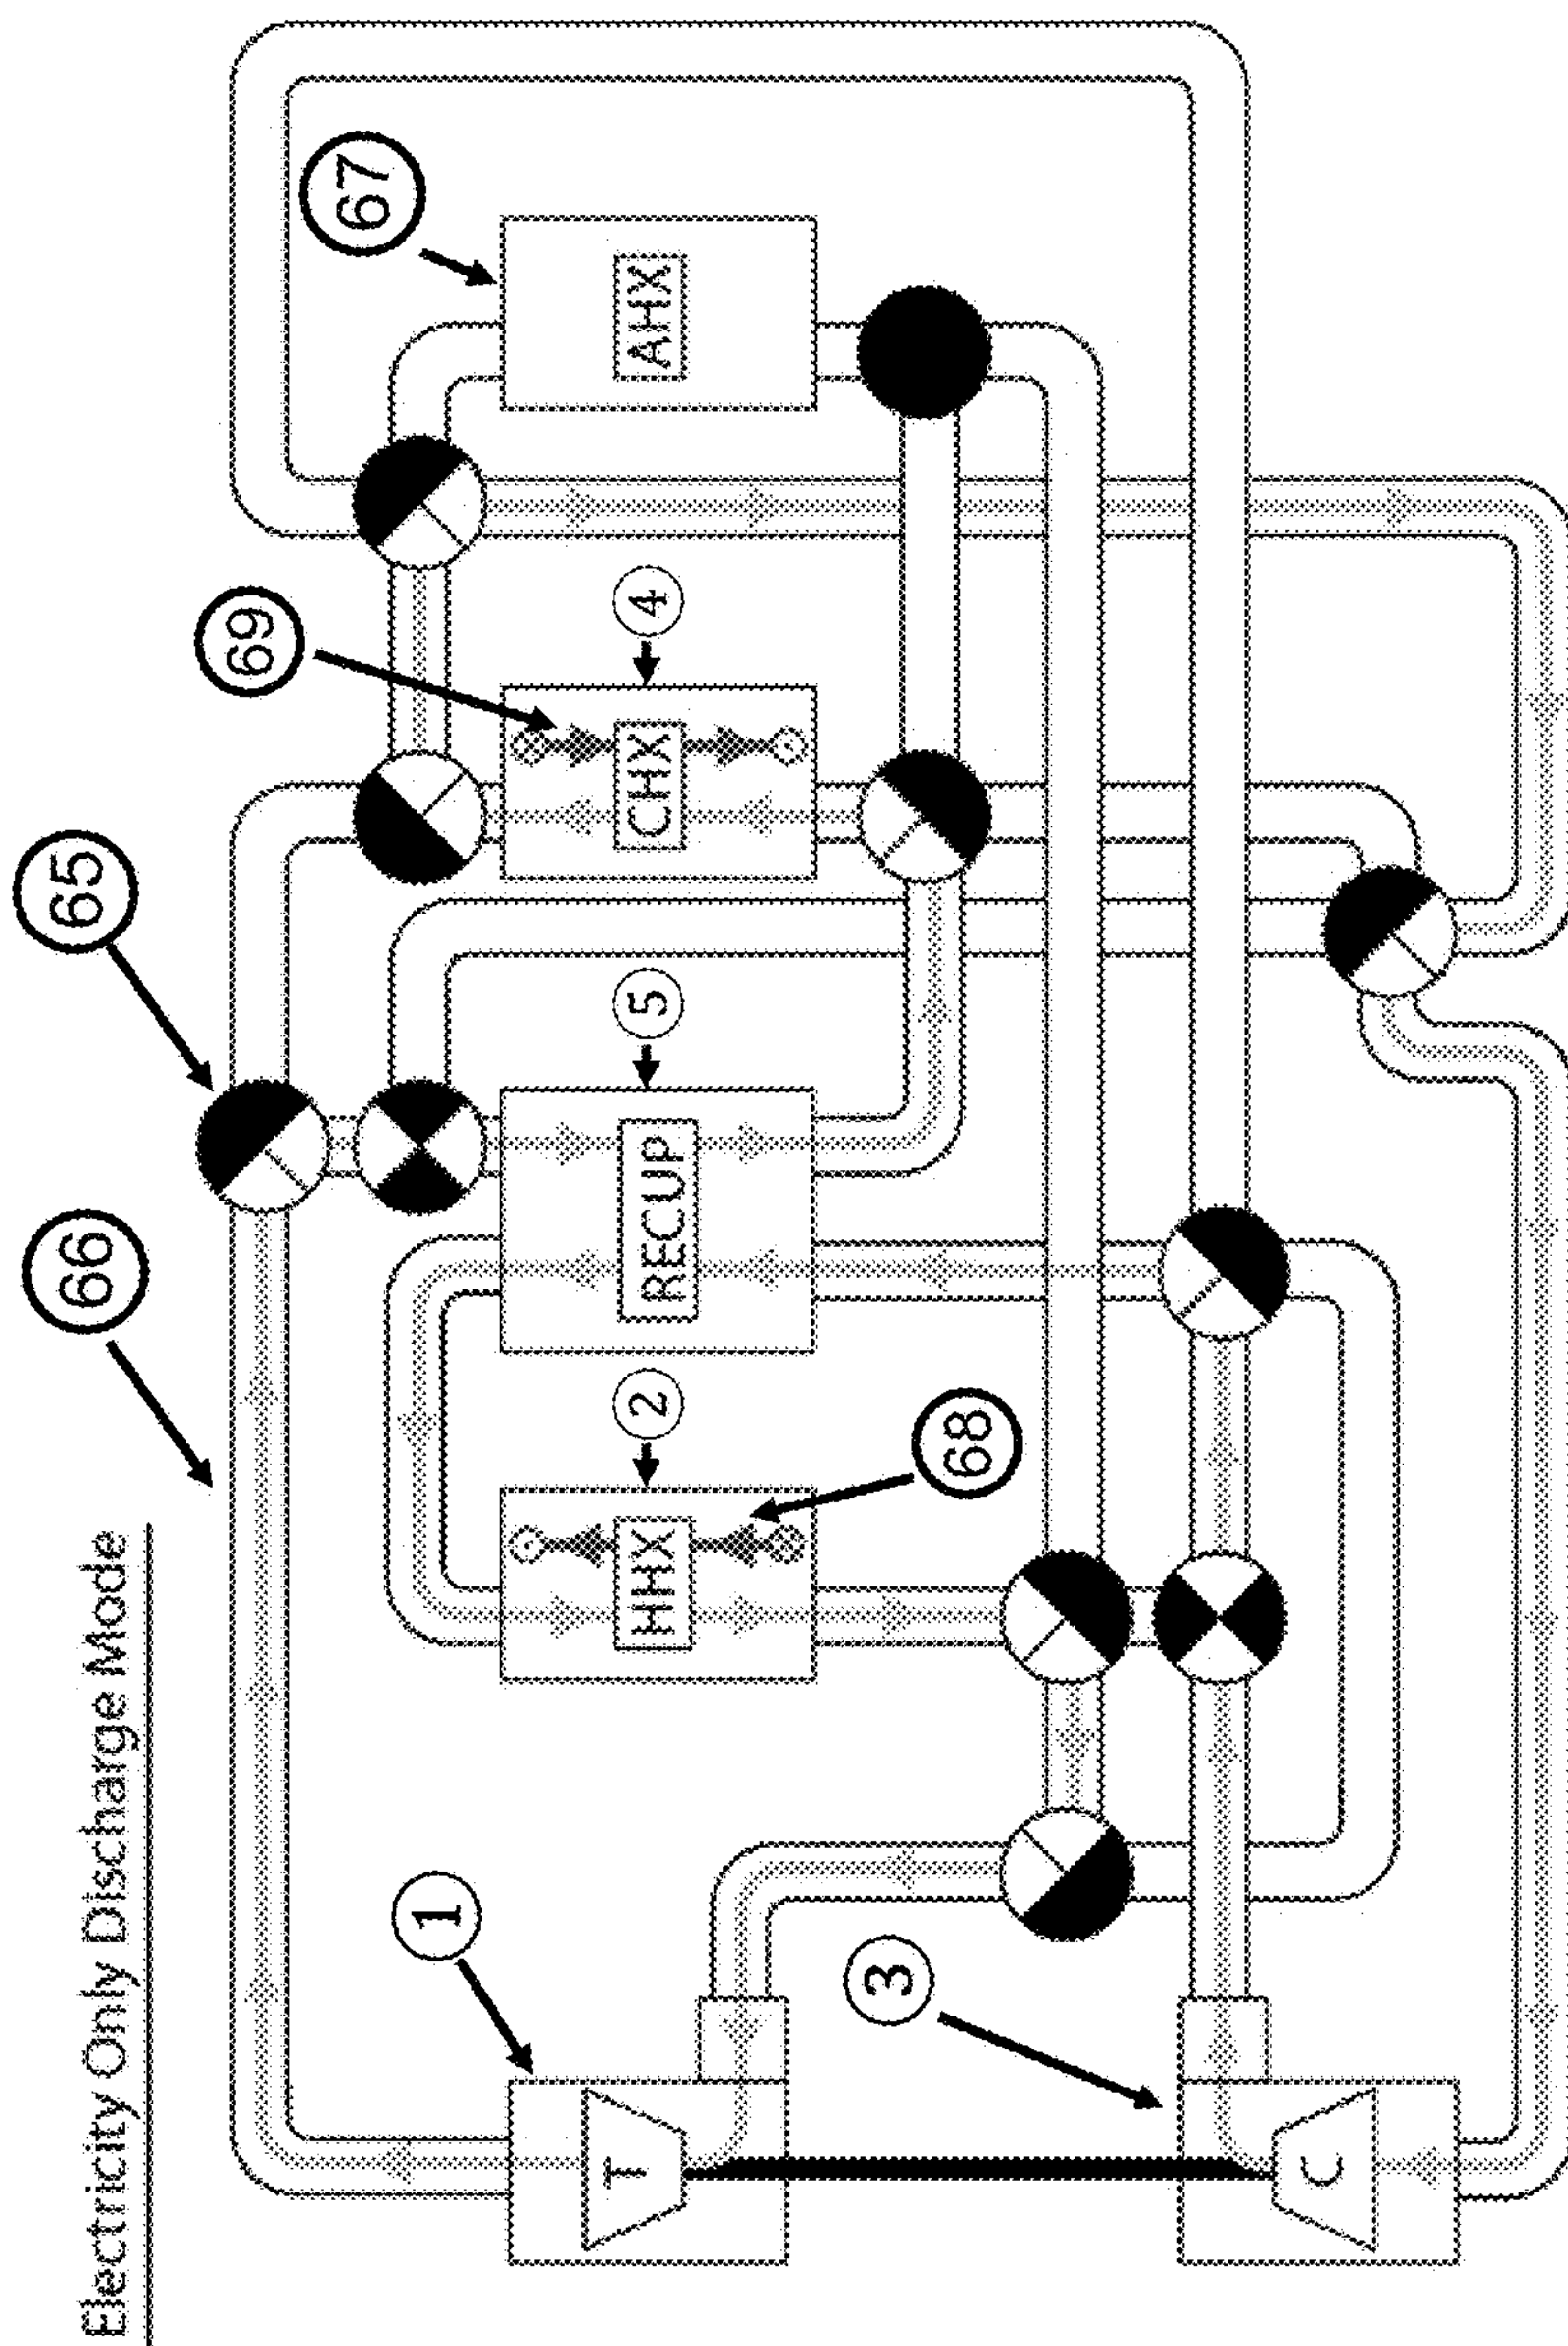 Electricity Only Discharge Mode
66
65
69
67
1
2
5
4
T
HHX
RECUP
CHX
AHX
3
68
C